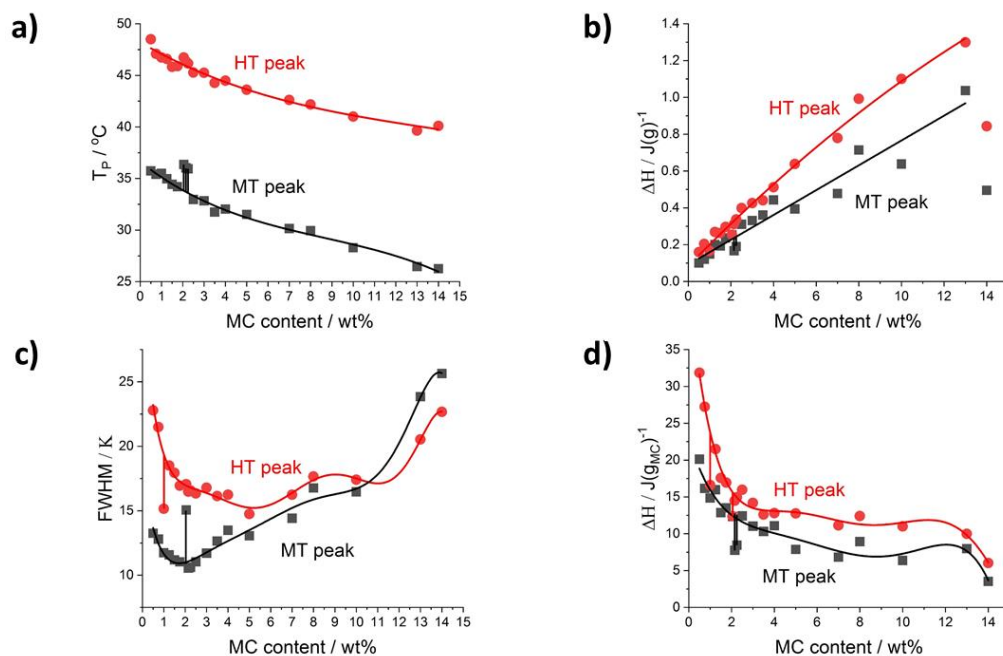 a)
50
45
40
35
30
25
T_P / °C
HT peak
MT peak
0 1 2 3 4 5 6 7 8 9 10 11 12 13 14 15
MC content / wt%
b)
1.4
1.2
1.0
0.8
0.6
0.4
0.2
0.0
ΔH / J(g)⁻¹
HT peak
MT peak
0 2 4 6 8 10 12 14
MC content / wt%
c)
25
20
15
10
FWHM / K
HT peak
MT peak
0 1 2 3 4 5 6 7 8 9 10 11 12 13 14 15
MC content / wt%
d)
35
30
25
20
15
10
5
0
ΔH / J(g_MC)⁻¹
HT peak
MT peak
0 2 4 6 8 10 12 14
MC content / wt%